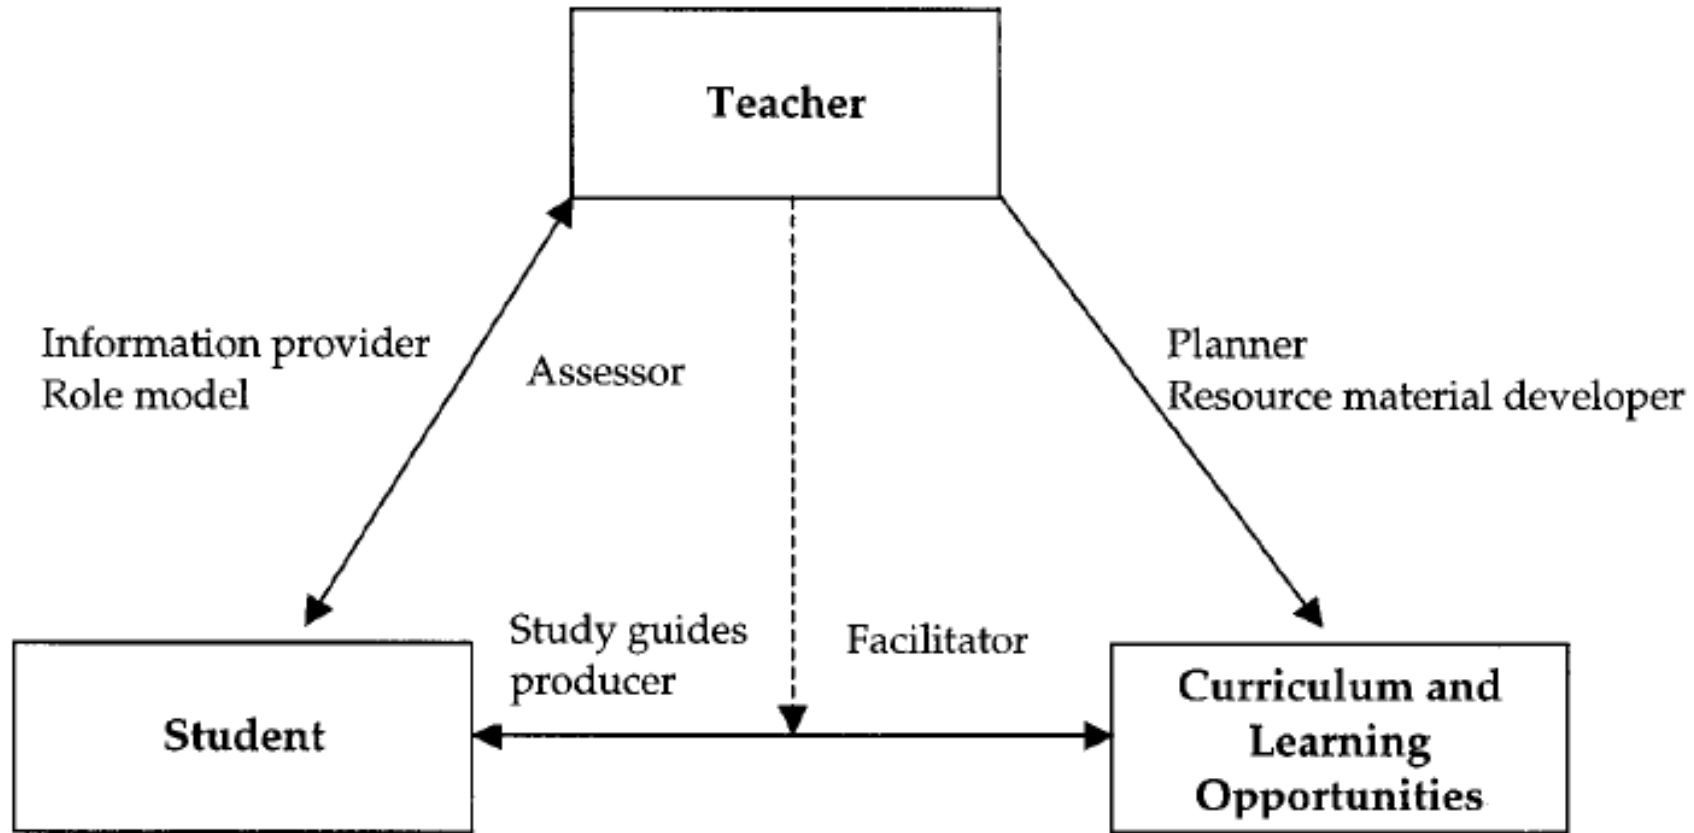 Teacher
Information provider
Role model
Assessor
Planner
Resource material developer
Study guides
producer
Facilitator
Student
Curriculum and
Learning
Opportunities